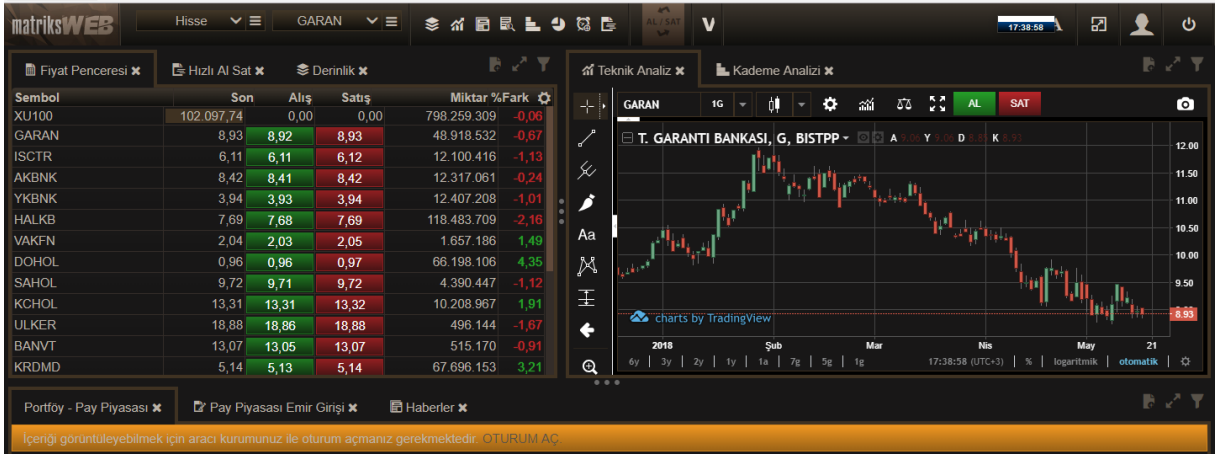 matriksWEB Hisse GARAN AL / SAT V 17:38:58
Fiyat Penceresi Hızlı Al Sat Derinlik
Sembol Son Alış Satış Miktar %Fark
XU100 102.097,74 0,00 0,00 798.259.309 -0,06
GARAN 8,93 8,92 8,93 48.918.532 -0,67
ISCTR 6,11 6,11 6,12 12.100.416 -1,13
AKBNK 8,42 8,41 8,42 12.317.061 -0,24
YKBNK 3,94 3,93 3,94 12.407.208 -1,01
HALKB 7,69 7,68 7,69 118.483.709 -2,16
VAKFN 2,04 2,03 2,05 1.657.186 1,49
DOHOL 0,96 0,96 0,97 66.198.106 4,35
SAHOL 9,72 9,71 9,72 4.390.447 -1,12
KCHOL 13,31 13,31 13,32 10.208.967 1,91
ULKER 18,88 18,86 18,88 496.144 -1,67
BANVT 13,07 13,05 13,07 515.170 -0,91
KRDMD 5,14 5,13 5,14 67.696.153 3,21
Teknik Analiz Kademe Analizi
GARAN 1G AL SAT
T. GARANTI BANKASI, G, BISTPP A 9.06 Y 9.06 D K 8.93
Aa
12.00
11.50
11.00
10.50
10.00
9.50
8.93
charts by TradingView
2018 Şub Mar Nis May 21
6y 3y 2y 1y 1a 7g 5g 1g 17:38:58 (UTC+3) % logaritmik otomatik
Portföy - Pay Piyasası Pay Piyasası Emir Girişi Haberler
İçeriği görüntüleyebilmek için aracı kurumunuz ile oturum açmanız gerekmektedir. OTURUM AÇ.